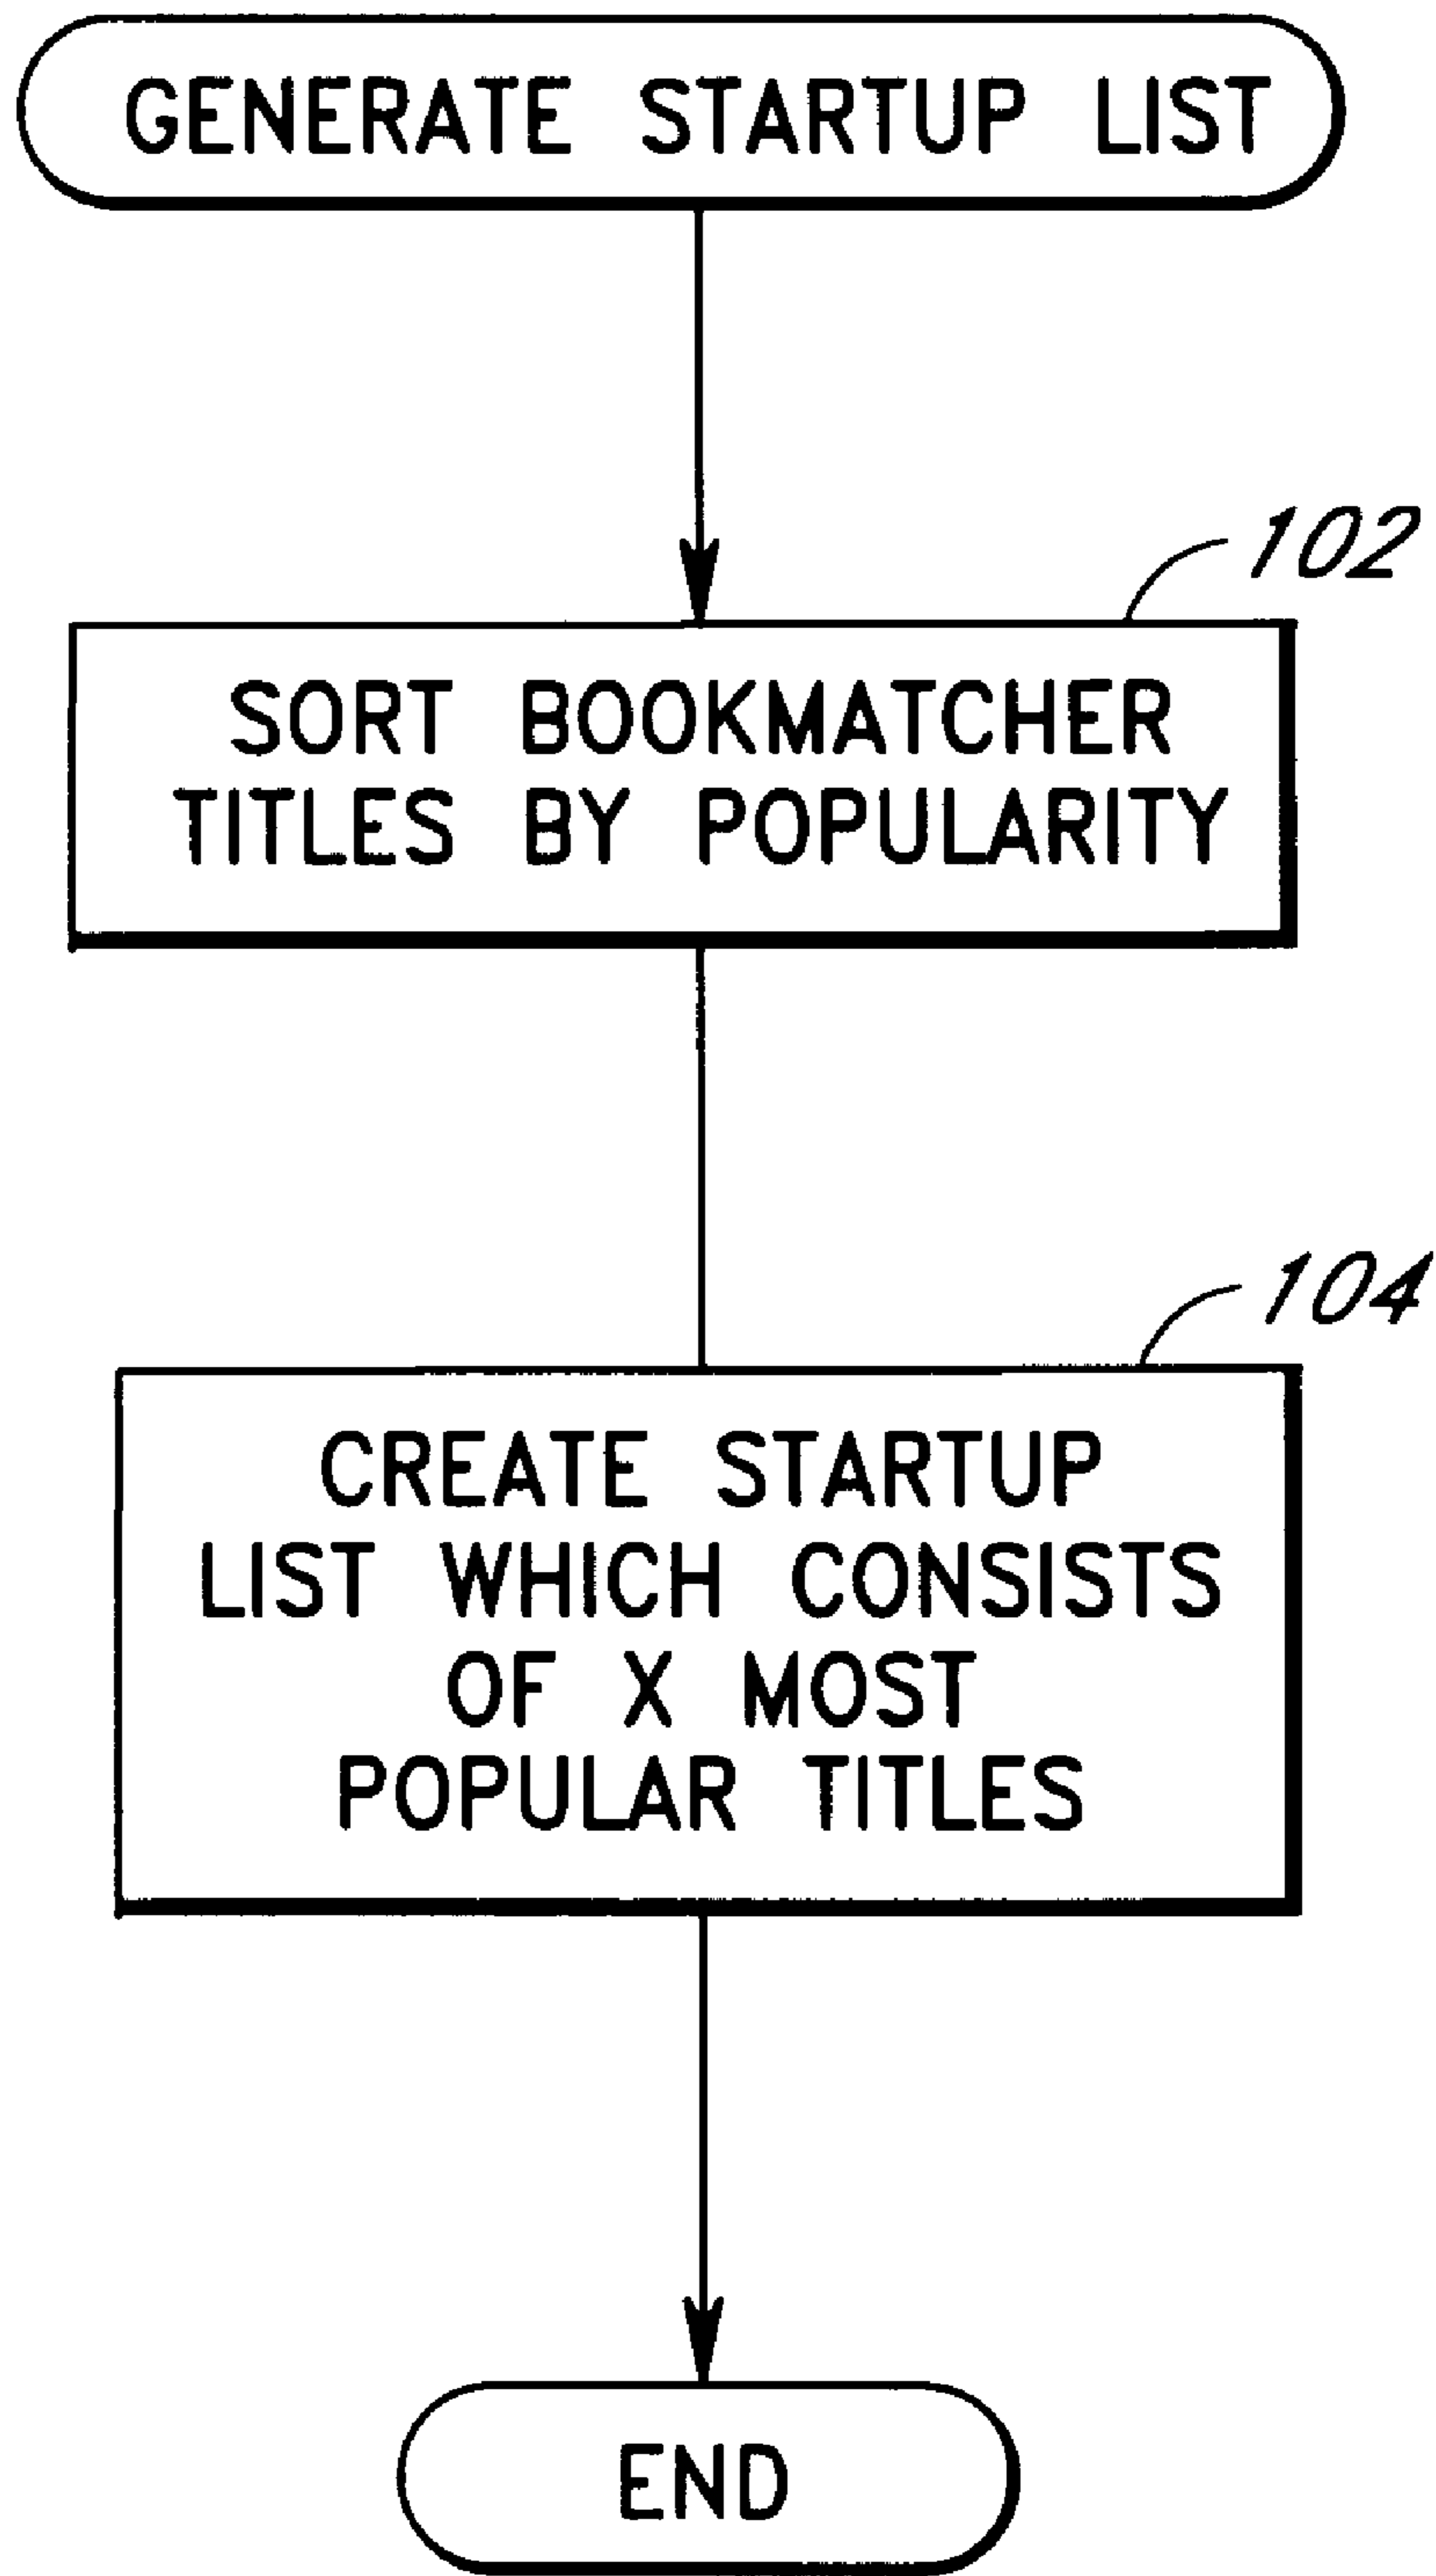 GENERATE STARTUP LIST
102
SORT BOOKMATCHER
TITLES BY POPULARITY
104
CREATE STARTUP
LIST WHICH CONSISTS
OF X MOST
POPULAR TITLES
END